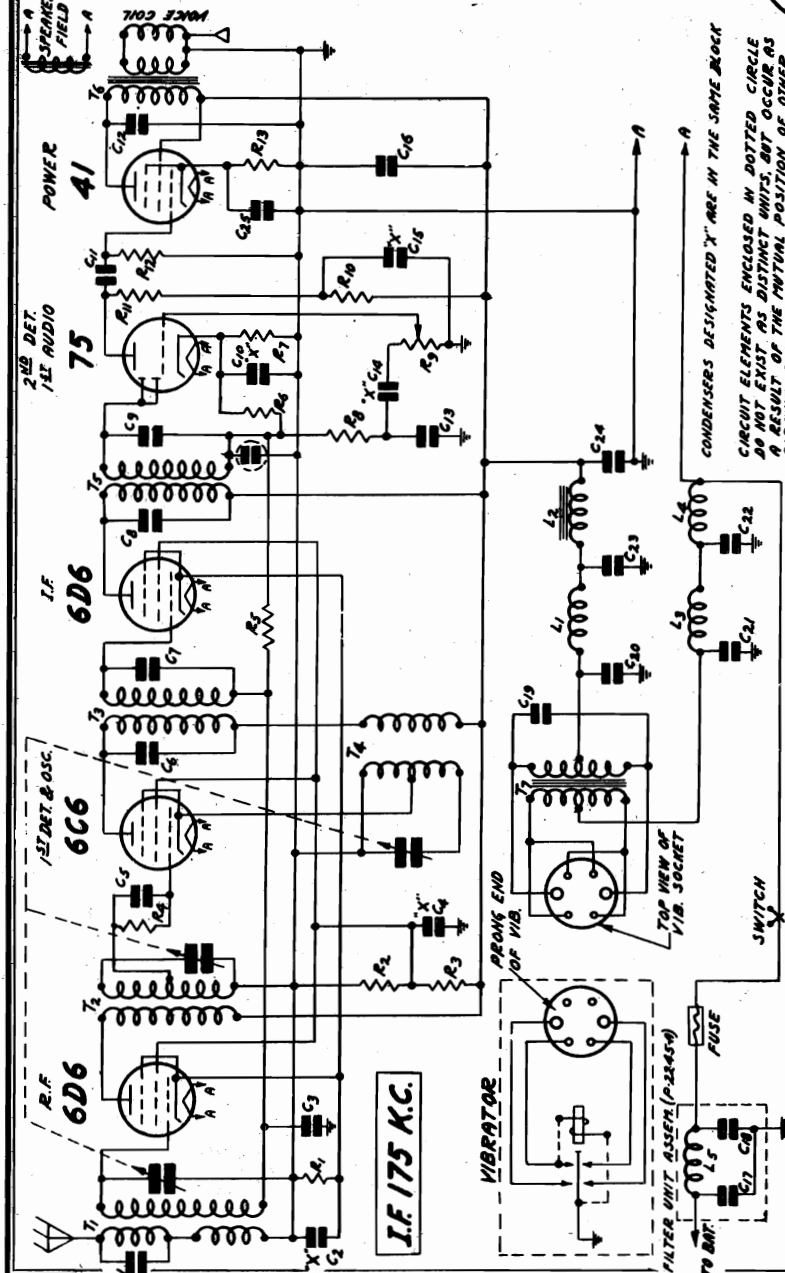 SPEAKER
FIELD
A
A
VOICE COIL
T6
C12
POWER
41
A
A
R13
C25
C16
C11
R12
R11
2ND DET.
1ST AUDIO
75
A
A
C10
"X"
R7
R6
R10
"X"
C15
R9
"X" C14
R8
C13
C9
T5
C8
I.F.
6D6
A
A
R5
C7
T3
C6
1ST DET. & OSC.
6C6
A
A
T4
C5
R4
T2
R.F.
6D6
A
A
T1
R1
C3
"X"
C2
R2
R3
"X"
C4
I.F. 175 K.C.
A
A
L2
C24
C23
L1
C20
L4
C22
L3
C21
C19
T7
TOP VIEW OF
VIB. SOCKET
PRONG END
OF VIB.
VIBRATOR
SWITCH
FUSE
FILTER UNIT ASSEM. (P-22454)
L5
C17
C18
TO BAT.
CONDENSERS DESIGNATED "X" ARE IN THE SAME BLOCK
CIRCUIT ELEMENTS ENCLOSED IN DOTTED CIRCLE
DO NOT EXIST AS DISTINCT UNITS, BUT OCCUR AS
A RESULT OF THE MUTUAL POSITION OF OTHER